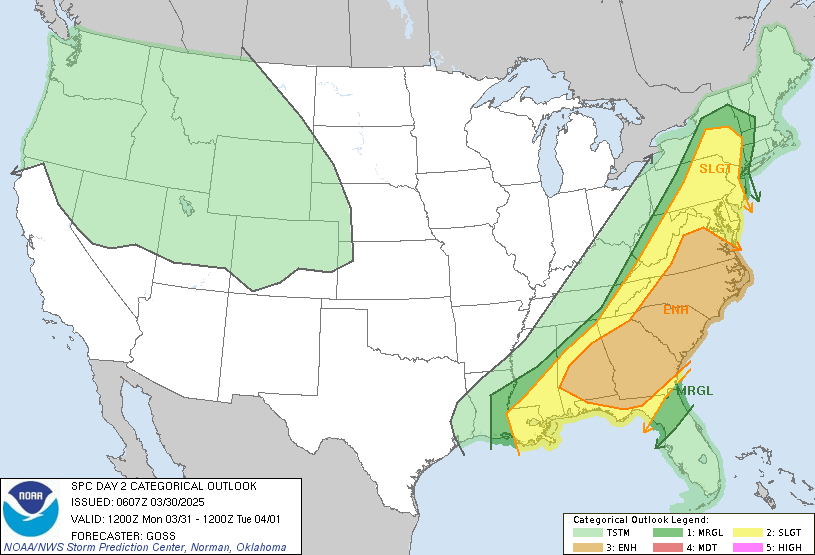 SLGT
ENH
MRGL
NOAA
SPC DAY 2 CATEGORICAL OUTLOOK
ISSUED: 0607Z 03/30/2025
VALID: 1200Z Mon 03/31 - 1200Z Tue 04/01
FORECASTER: GOSS
NOAA/NWS Storm Prediction Center, Norman, Oklahoma
Categorical Outlook Legend:
TSTM 1: MRGL 2: SLGT
3: ENH 4: MDT 5: HIGH